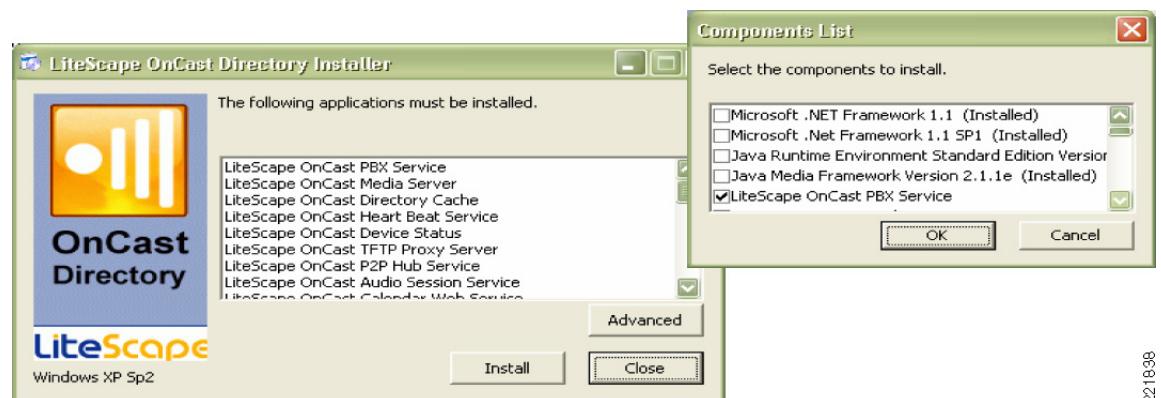 LiteScape OnCast Directory Installer
The following applications must be installed.
LiteScape OnCast PBX Service
LiteScape OnCast Media Server
LiteScape OnCast Directory Cache
LiteScape OnCast Heart Beat Service
LiteScape OnCast Device Status
LiteScape OnCast TFTP Proxy Server
LiteScape OnCast P2P Hub Service
LiteScape OnCast Audio Session Service
LiteScape OnCast Calendar Web Service
OnCast
Directory
LiteScape
Windows XP Sp2
Advanced
Install
Close
Components List
Select the components to install.
Microsoft .NET Framework 1.1 (Installed)
Microsoft .Net Framework 1.1 SP1 (Installed)
Java Runtime Environment Standard Edition Version
Java Media Framework Version 2.1.1e (Installed)
LiteScape OnCast PBX Service
OK
Cancel
221838